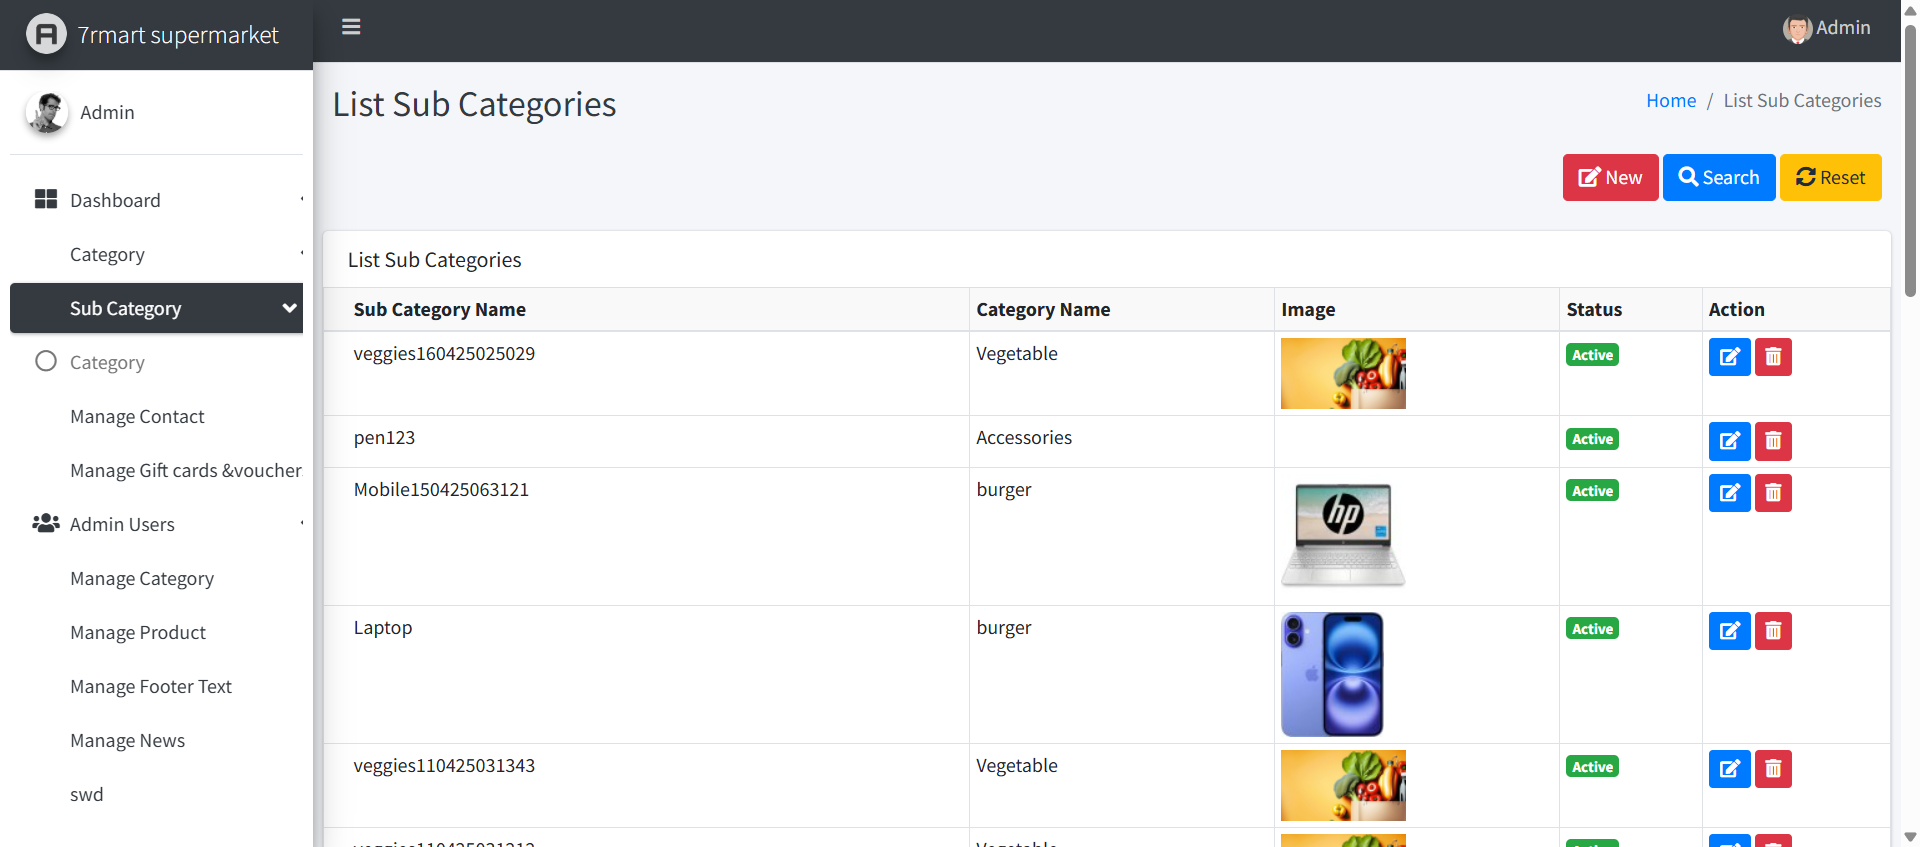 7rmart supermarket
Admin
Admin
List Sub Categories
Home / List Sub Categories
New Search Reset
Dashboard
Category
Sub Category
Category
Manage Contact
Manage Gift cards &voucher
Admin Users
Manage Category
Manage Product
Manage Footer Text
Manage News
swd
List Sub Categories
Sub Category Name Category Name Image Status Action
veggies160425025029 Vegetable Active
pen123 Accessories Active
Mobile150425063121 burger hp Active
Laptop burger Active
veggies110425031343 Vegetable Active